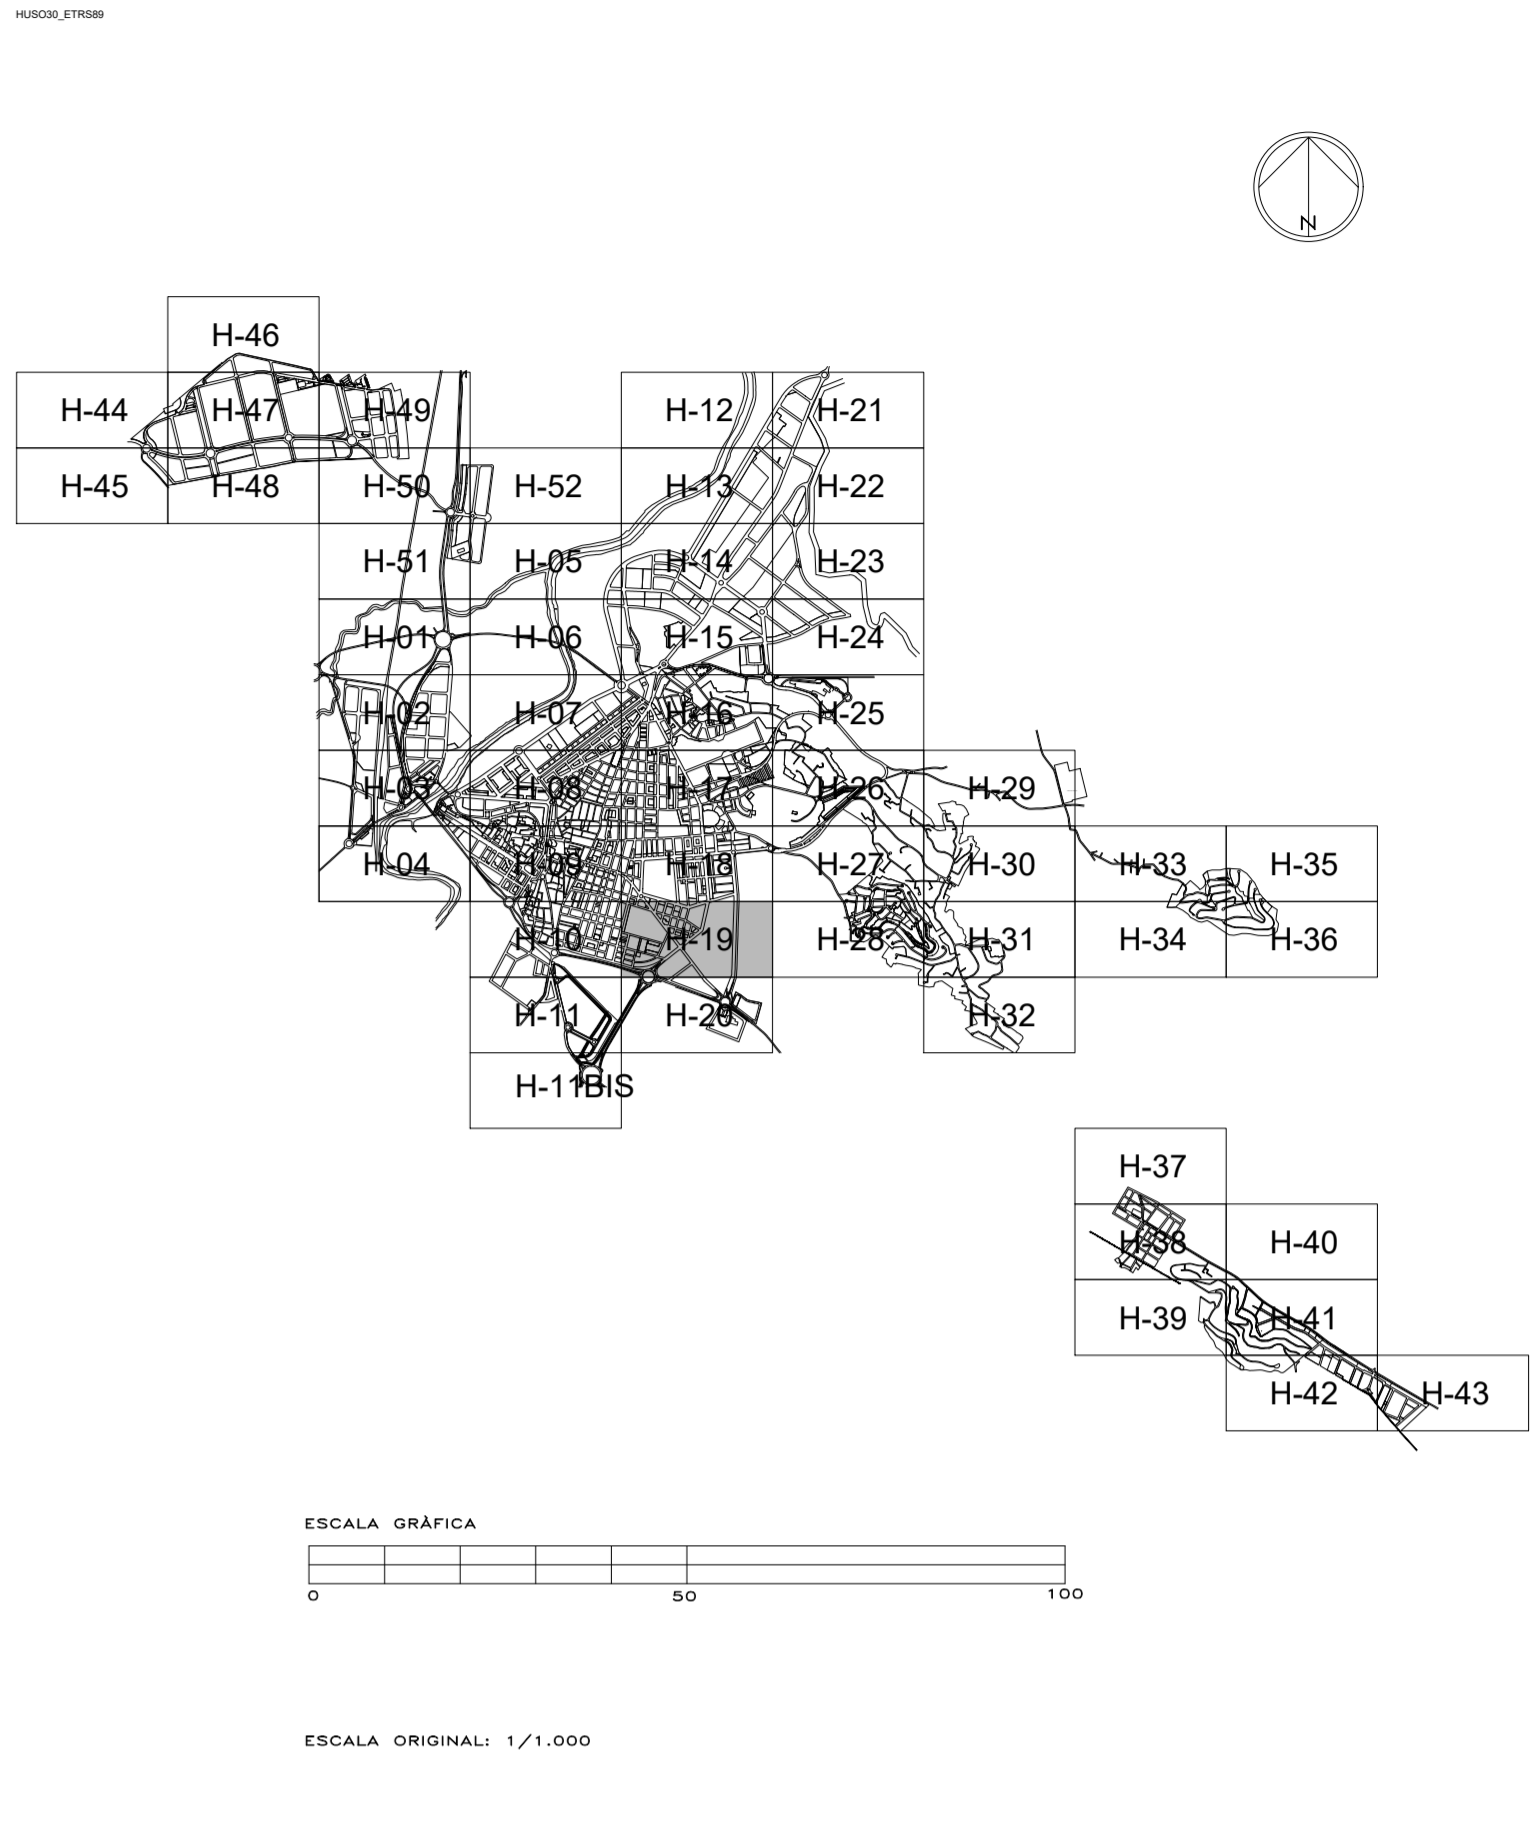 HUSO30_ETRS89
N
H-46
H-44 H-47 H-49 H-12 H-21
H-45 H-48 H-50 H-52 H-13 H-22
H-51 H-05 H-14 H-23
H-01 H-06 H-15 H-24
H-02 H-07 H-16 H-25
H-03 H-08 H-17 H-26 H-29
H-04 H-09 H-18 H-27 H-30 H-33 H-35
H-10 H-19 H-28 H-31 H-34 H-36
H-11 H-20 H-32
H-11BIS
H-37
H-38 H-40
H-39 H-41
H-42 H-43
ESCALA GRÀFICA
0 50 100
ESCALA ORIGINAL: 1/1.000